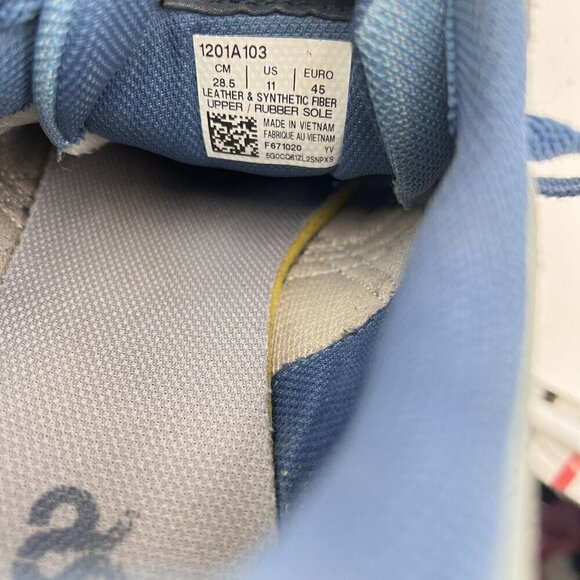 1201A103
CM US EURO
28.5 11 45
LEATHER & SYNTHETIC FIBER
UPPER / RUBBER SOLE
MADE IN VIETNAM
FABRIQUE AU VIETNAM
F671020 YV
5G0CQ61ZL2SNPXS